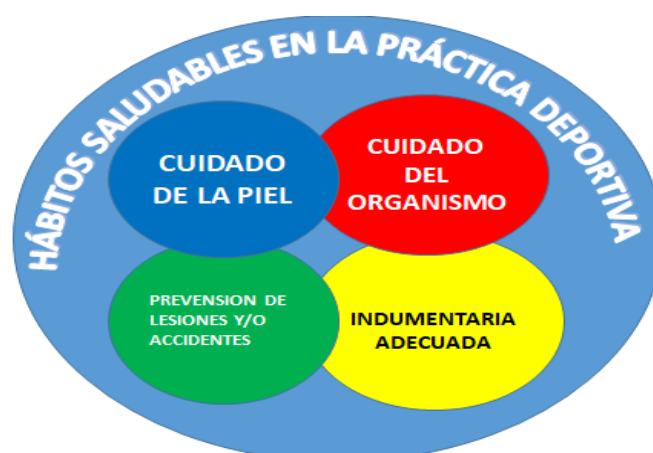 HÁBITOS SALUDABLES EN LA PRÁCTICA DEPORTIVA
CUIDADO
DE LA PIEL
CUIDADO
DEL
ORGANISMO
PREVENSION DE
LESIONES Y/O
ACCIDENTES
INDUMENTARIA
ADECUADA